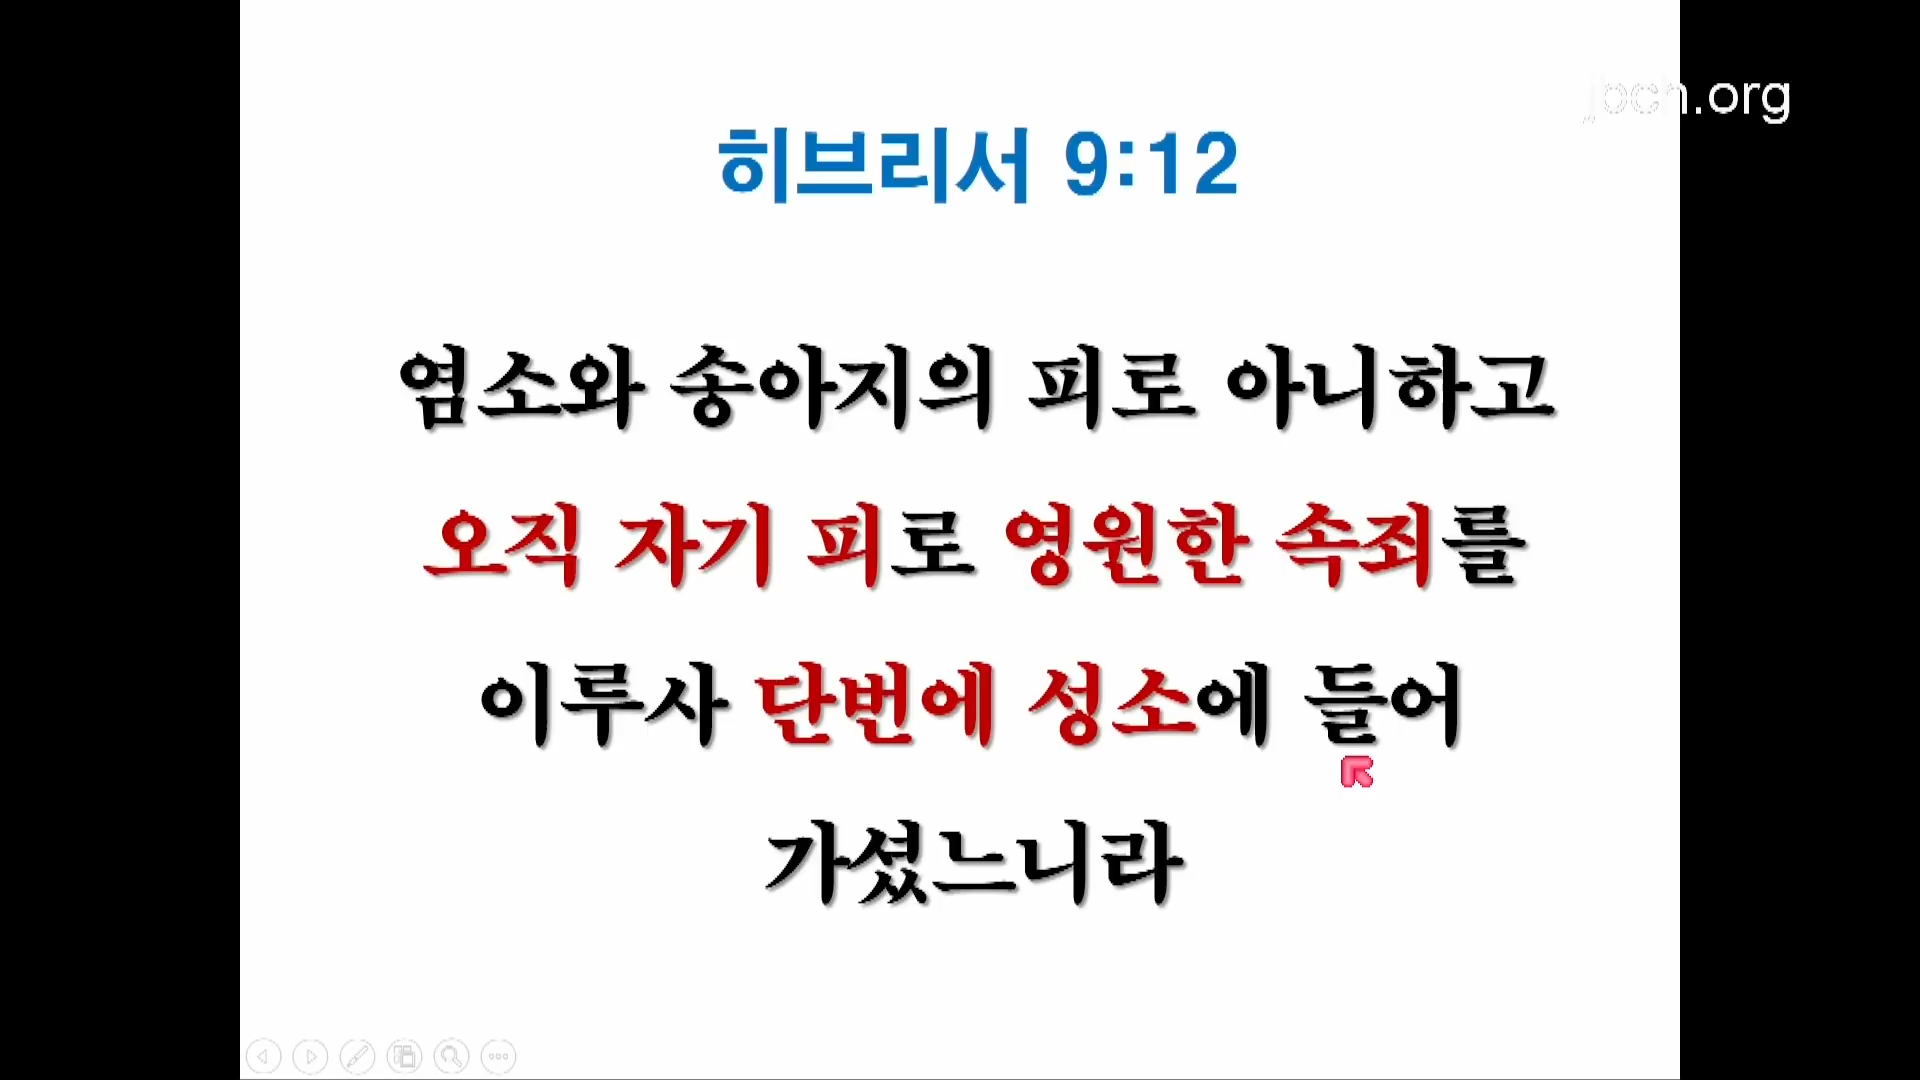 jbch.org
히브리서 9:12
염소와 송아지의 피로 아니하고
오직 자기 피로 영원한 속죄를
이루사 단번에 성소에 들어
가셨느니라